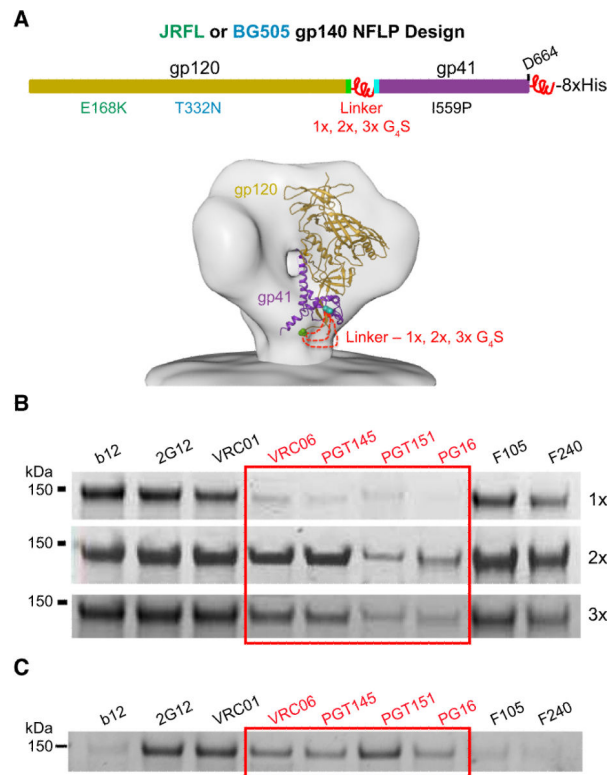 A
JRFL or BG505 gp140 NFLP Design
gp120
gp41
D664
-8xHis
E168K
T332N
Linker
1x, 2x, 3x G4S
I559P
gp120
gp41
Linker – 1x, 2x, 3x G4S
B
b12 2G12 VRC01 VRC06 PGT145 PGT151 PG16 F105 F240
kDa
150
1x
150
2x
150
3x
C
b12 2G12 VRC01 VRC06 PGT145 PGT151 PG16 F105 F240
150